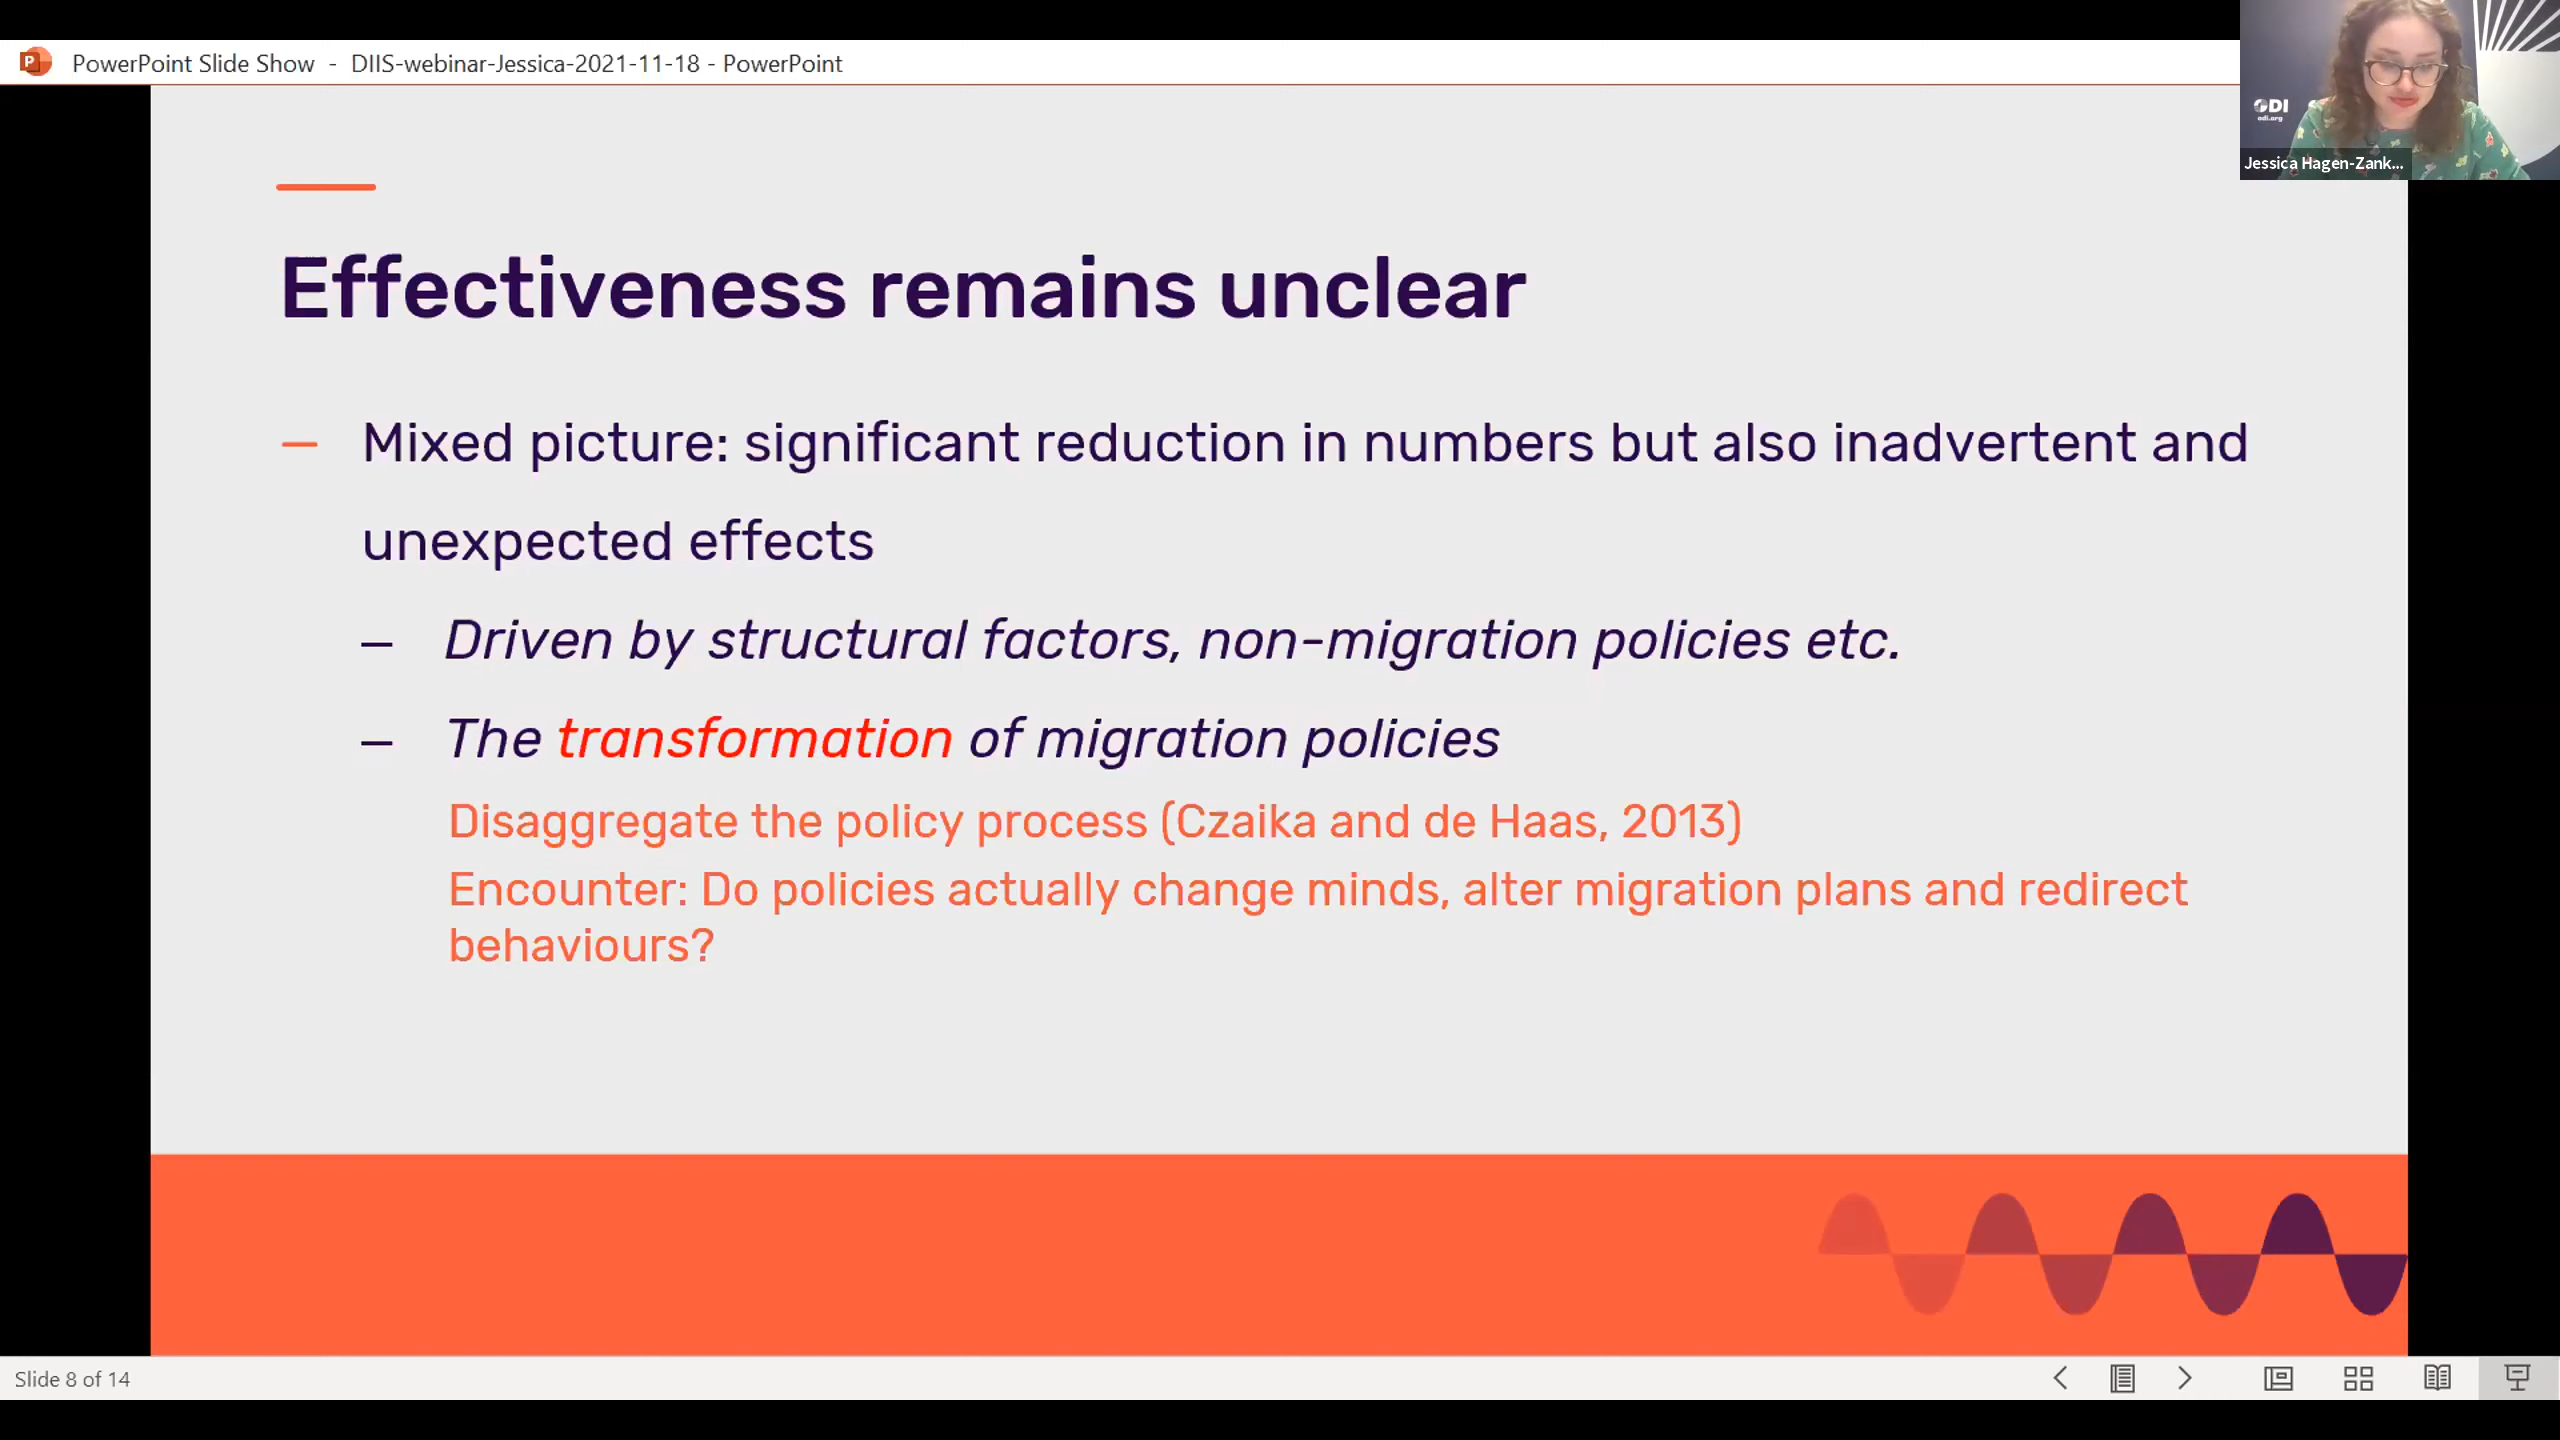 PowerPoint Slide Show - DIIS-webinar-Jessica-2021-11-18 - PowerPoint
ODI
odi.org
Jessica Hagen-Zank...
Effectiveness remains unclear
– Mixed picture: significant reduction in numbers but also inadvertent and
unexpected effects
– Driven by structural factors, non-migration policies etc.
– The transformation of migration policies
Disaggregate the policy process (Czaika and de Haas, 2013)
Encounter: Do policies actually change minds, alter migration plans and redirect
behaviours?
Slide 8 of 14